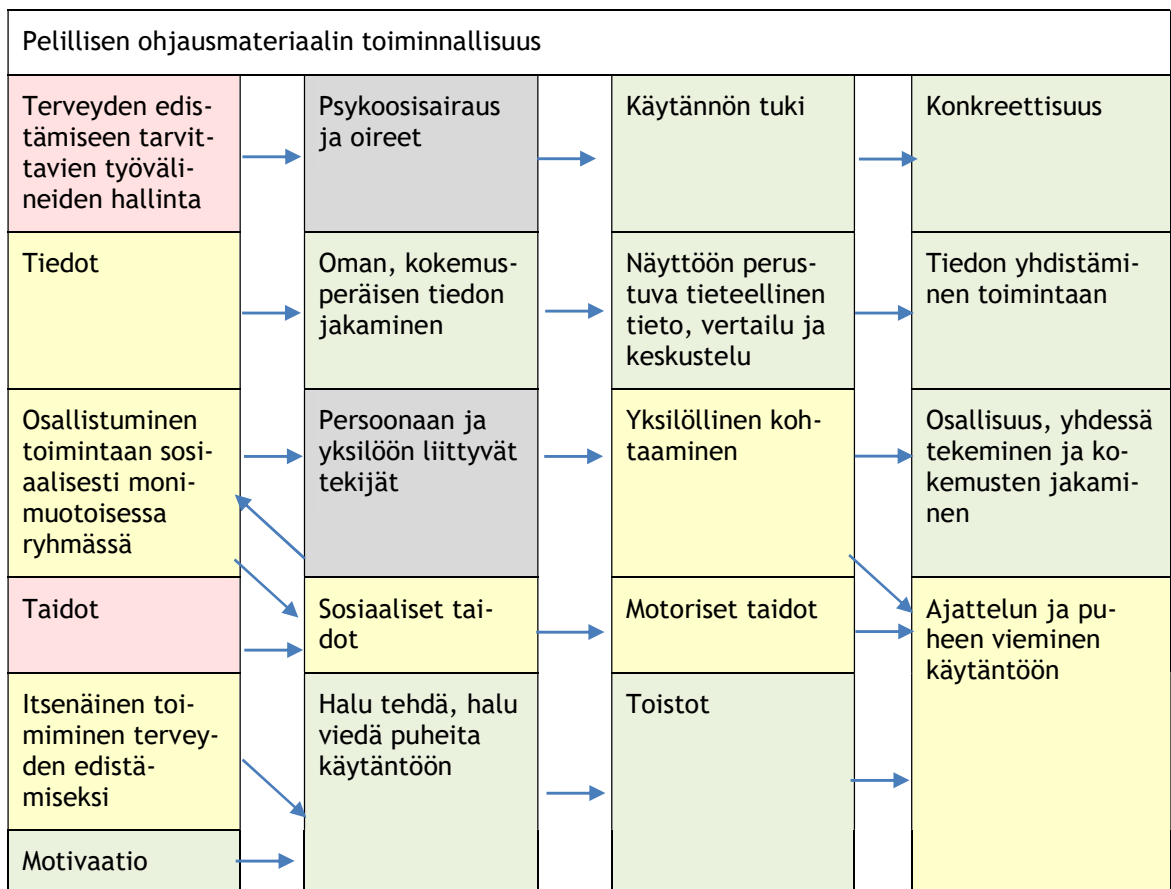 Pelillisen ohjausmateriaalin toiminnallisuus
Terveyden edis-
tämiseen tarvit-
tavien työväli-
neiden hallinta
Psykoosisairaus
ja oireet
Käytännön tuki
Konkreettisuus
Tiedot
Oman, kokemus-
peräisen tiedon
jakaminen
Näyttöön perus-
tuva tieteellinen
tieto, vertailu ja
keskustelu
Tiedon yhdistämi-
nen toimintaan
Osallistuminen
toimintaan sosi-
aalisesti moni-
muotoisessa
ryhmässä
Persoonaan ja
yksilöön liittyvät
tekijät
Yksilöllinen koh-
taaminen
Osallisuus, yhdessä
tekeminen ja ko-
kemusten jakami-
nen
Taidot
Sosiaaliset tai-
dot
Motoriset taidot
Ajattelun ja pu-
heen vieminen
käytäntöön
Itsenäinen toi-
miminen tervey-
den edistä-
miseksi
Halu tehdä, halu
viedä puheita
käytäntöön
Toistot
Motivaatio